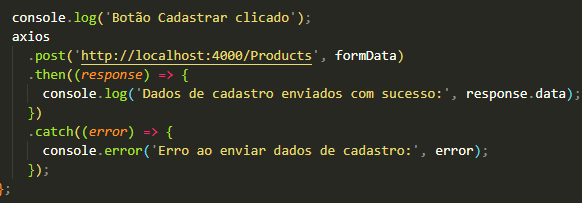 console.log('Botão Cadastrar clicado');
axios
.post('http://localhost:4000/Products', formData)
.then((response) => {
console.log('Dados de cadastro enviados com sucesso:', response.data);
})
.catch((error) => {
console.error('Erro ao enviar dados de cadastro:', error);
});
};